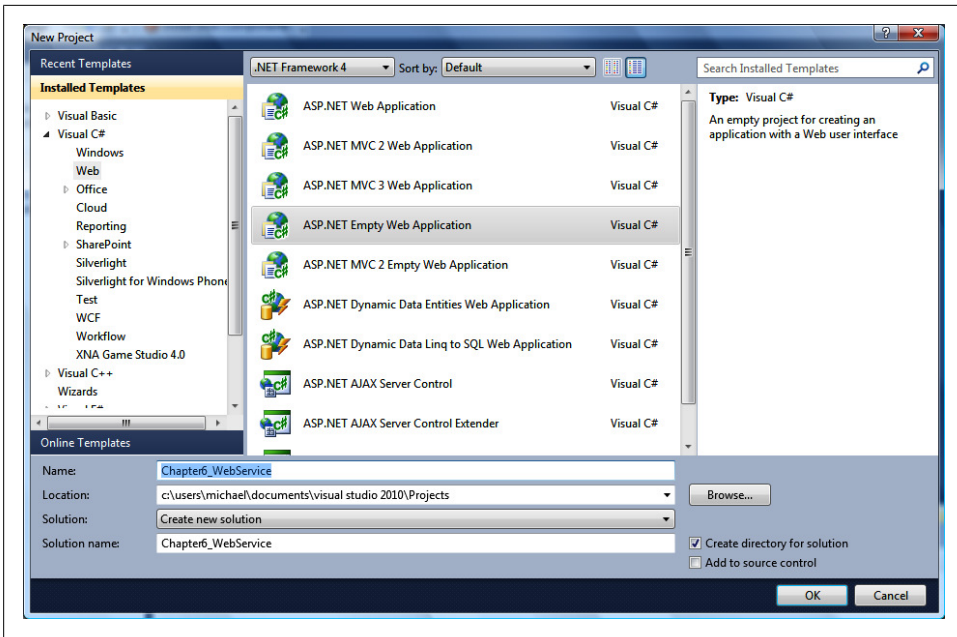 New Project
Recent Templates
Installed Templates
Visual Basic
Visual C#
Windows
Web
Office
Cloud
Reporting
SharePoint
Silverlight
Silverlight for Windows Phone
Test
WCF
Workflow
XNA Game Studio 4.0
Visual C++
Wizards
Online Templates
.NET Framework 4 Sort by: Default
ASP.NET Web Application Visual C#
ASP.NET MVC 2 Web Application Visual C#
ASP.NET MVC 3 Web Application Visual C#
ASP.NET Empty Web Application Visual C#
ASP.NET MVC 2 Empty Web Application Visual C#
ASP.NET Dynamic Data Entities Web Application Visual C#
ASP.NET Dynamic Data Linq to SQL Web Application Visual C#
ASP.NET AJAX Server Control Visual C#
ASP.NET AJAX Server Control Extender Visual C#
Search Installed Templates
Type: Visual C#
An empty project for creating an
application with a Web user interface
Name: Chapter6_WebService
Location: c:\users\michael\documents\visual studio 2010\Projects Browse...
Solution: Create new solution
Solution name: Chapter6_WebService
Create directory for solution
Add to source control
OK Cancel